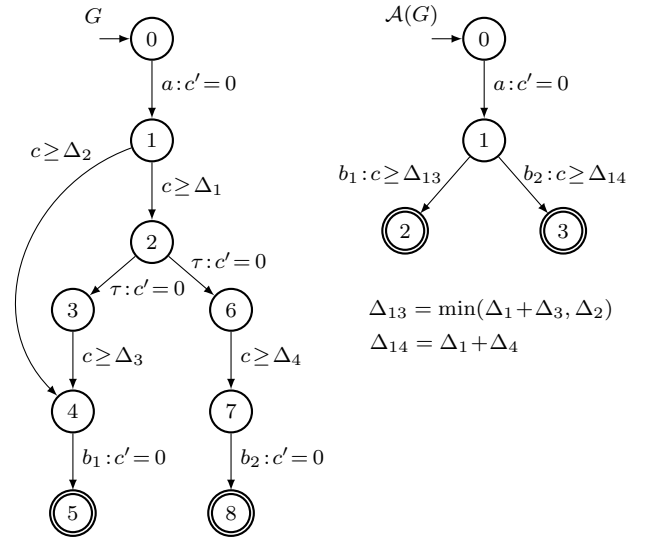 G
0
a : c′ = 0
1
c ≥ Δ₂
c ≥ Δ₁
2
τ : c′ = 0
τ : c′ = 0
3
6
c ≥ Δ₃
c ≥ Δ₄
4
7
b₁ : c′ = 0
b₂ : c′ = 0
5
8
𝒜(G)
0
a : c′ = 0
1
b₁ : c ≥ Δ₁₃
b₂ : c ≥ Δ₁₄
2
3
Δ₁₃ = min(Δ₁+Δ₃, Δ₂)
Δ₁₄ = Δ₁+Δ₄